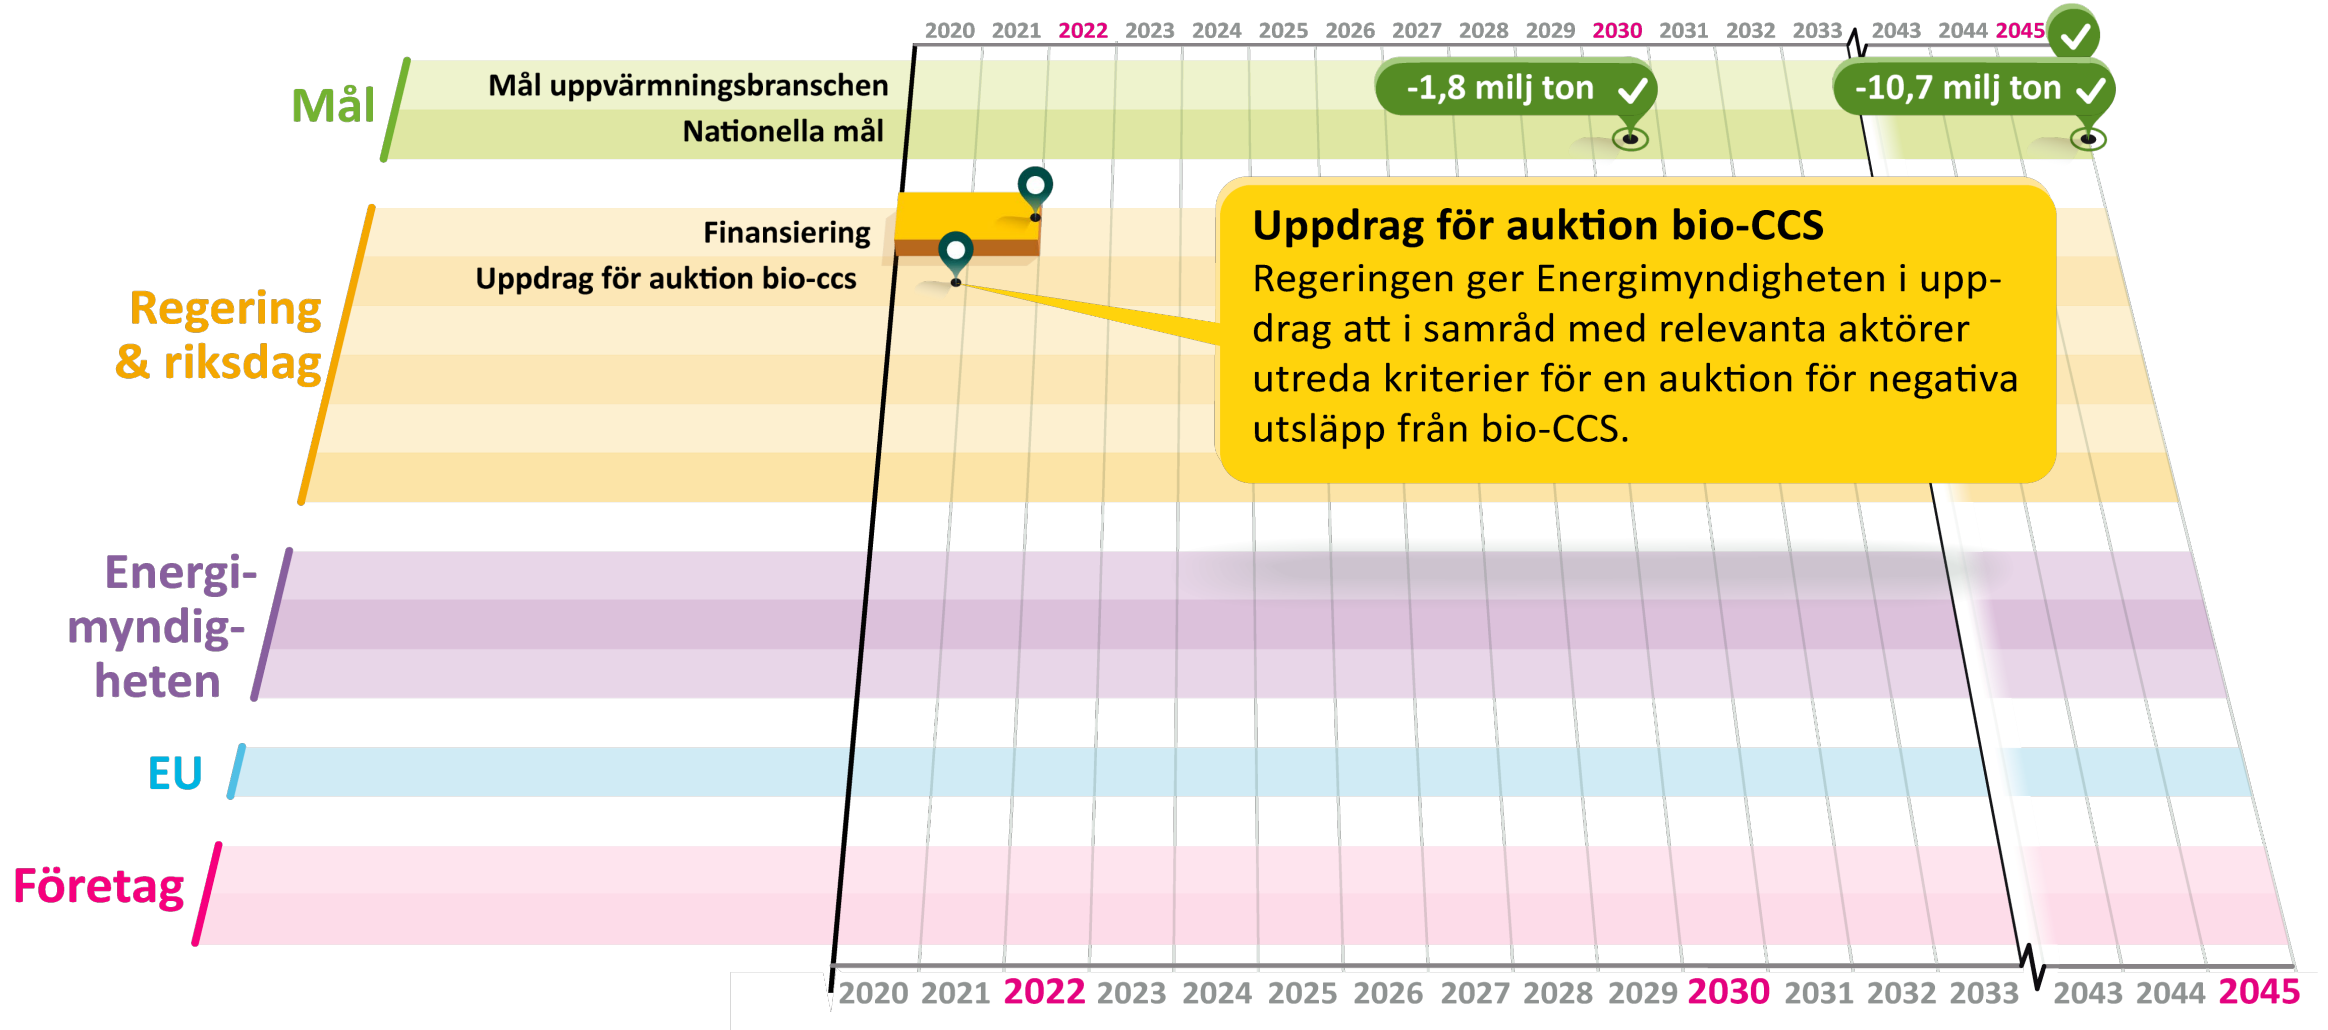 2020 2021 2022 2023 2024 2025 2026 2027 2028 2029 2030 2031 2032 2033 2043 2044 2045
Mål
Mål uppvärmningsbranschen
-1,8 milj ton
-10,7 milj ton
Nationella mål
Regering
& riksdag
Finansiering
Uppdrag för auktion bio-ccs
Uppdrag för auktion bio-CCS
Regeringen ger Energimyndigheten i upp-
drag att i samråd med relevanta aktörer
utreda kriterier för en auktion för negativa
utsläpp från bio-CCS.
Energi-
myndig-
heten
EU
Företag
2020 2021 2022 2023 2024 2025 2026 2027 2028 2029 2030 2031 2032 2033 2043 2044 2045